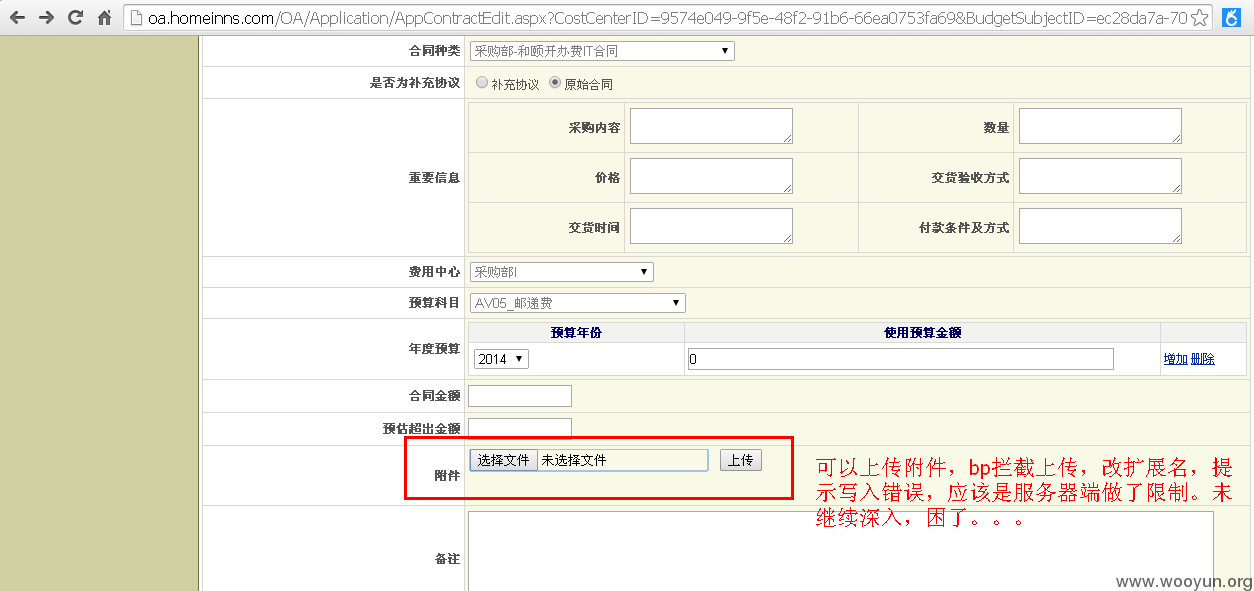 oa.homeinns.com/OA/Application/AppContractEdit.aspx?CostCenterID=9574e049-9f5e-48f2-91b6-66ea0753fa69&BudgetSubjectID=ec28da7a-70
合同种类 采购部-和颐开办费IT合同
是否为补充协议 补充协议 原始合同
重要信息
采购内容 数量
价格 交货验收方式
交货时间 付款条件及方式
费用中心 采购部I
预算科目 AV05_邮递费
年度预算
预算年份 使用预算金额
2014 0 增加 删除
合同金额
预估超出金额
附件 选择文件 未选择文件 上传
可以上传附件，bp拦截上传，改扩展名，提
示写入错误，应该是服务器端做了限制。未
继续深入，困了。。。
备注
www.wooyun.org